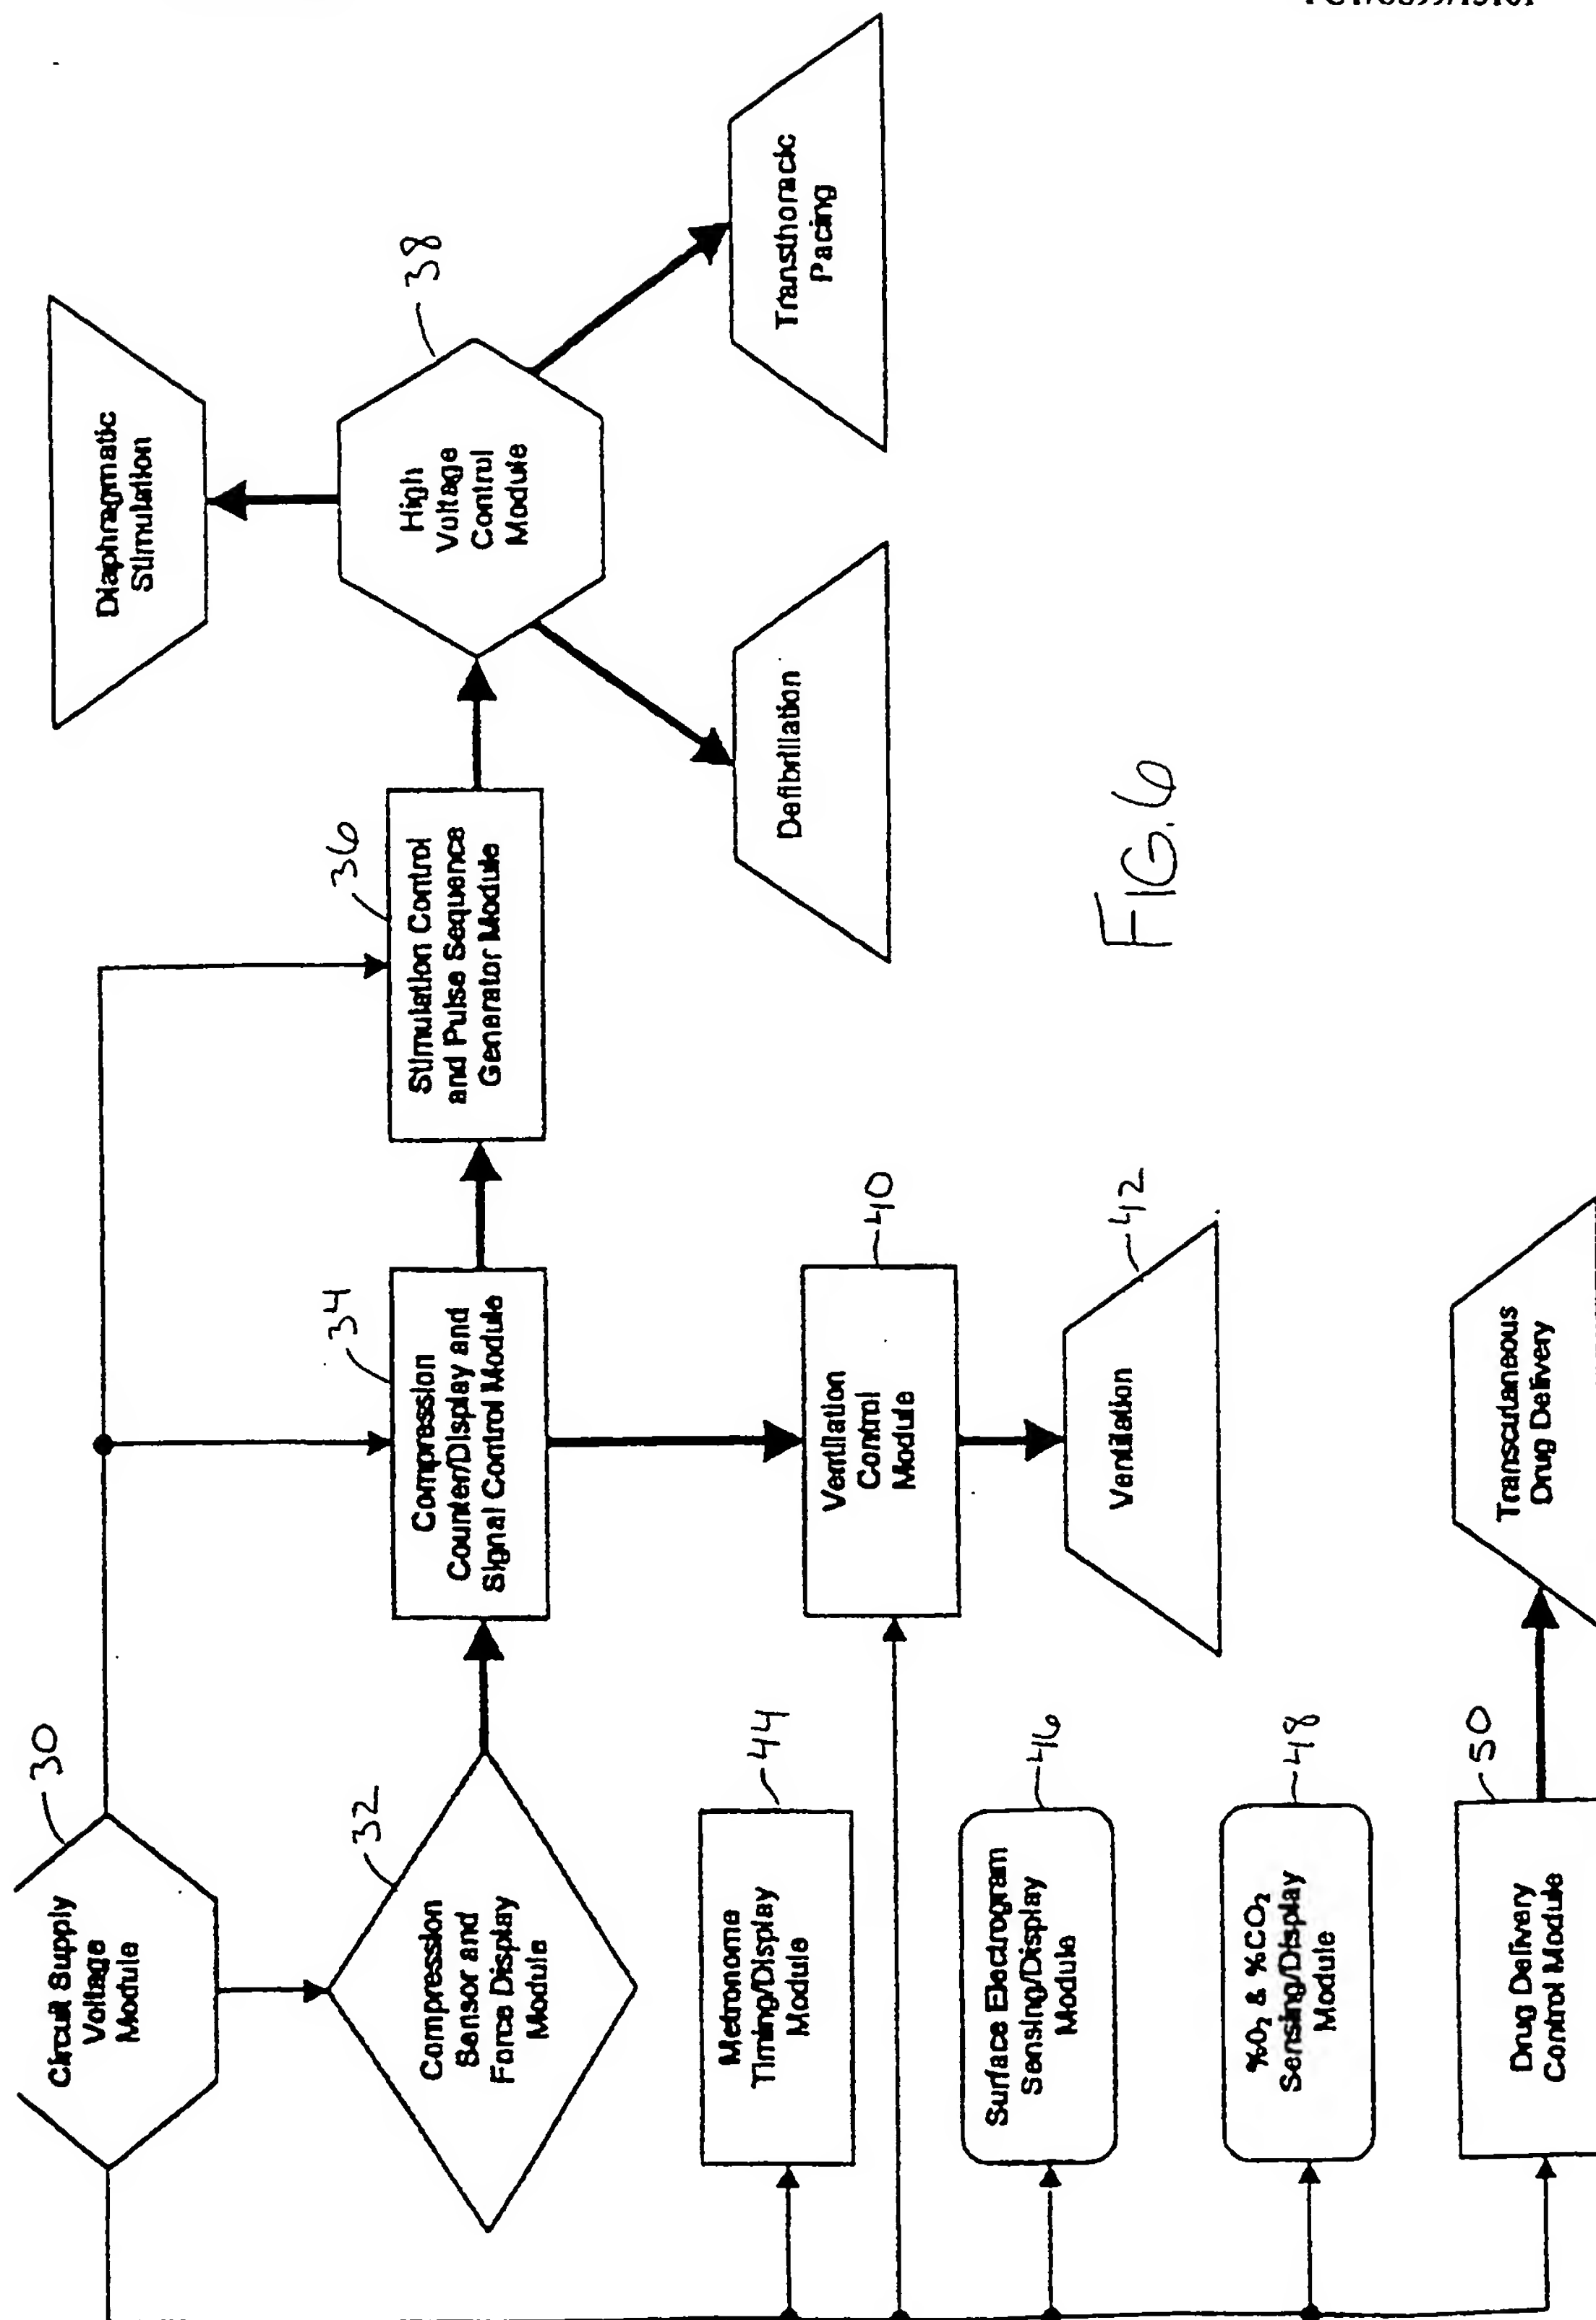 30
Circuit Supply
Voltage
Module
32
Compression
Sensor and
Force Display
Module
34
Compression
Counter/Display and
Signal Control Module
36
Stimulation Control
and Pulse Sequence
Generator Module
38
High
Voltage
Control
Module
Diaphragmatic
Stimulation
Defibrillation
Transthoracic
Pacing
44
Metronome
Timing/Display
Module
40
Ventilation
Control
Module
42
Ventilation
46
Surface Electrogram
Sensing/Display
Module
48
%O₂ & %CO₂
Sensing/Display
Module
50
Drug Delivery
Control Module
Transcutaneous
Drug Delivery
FIG. 6